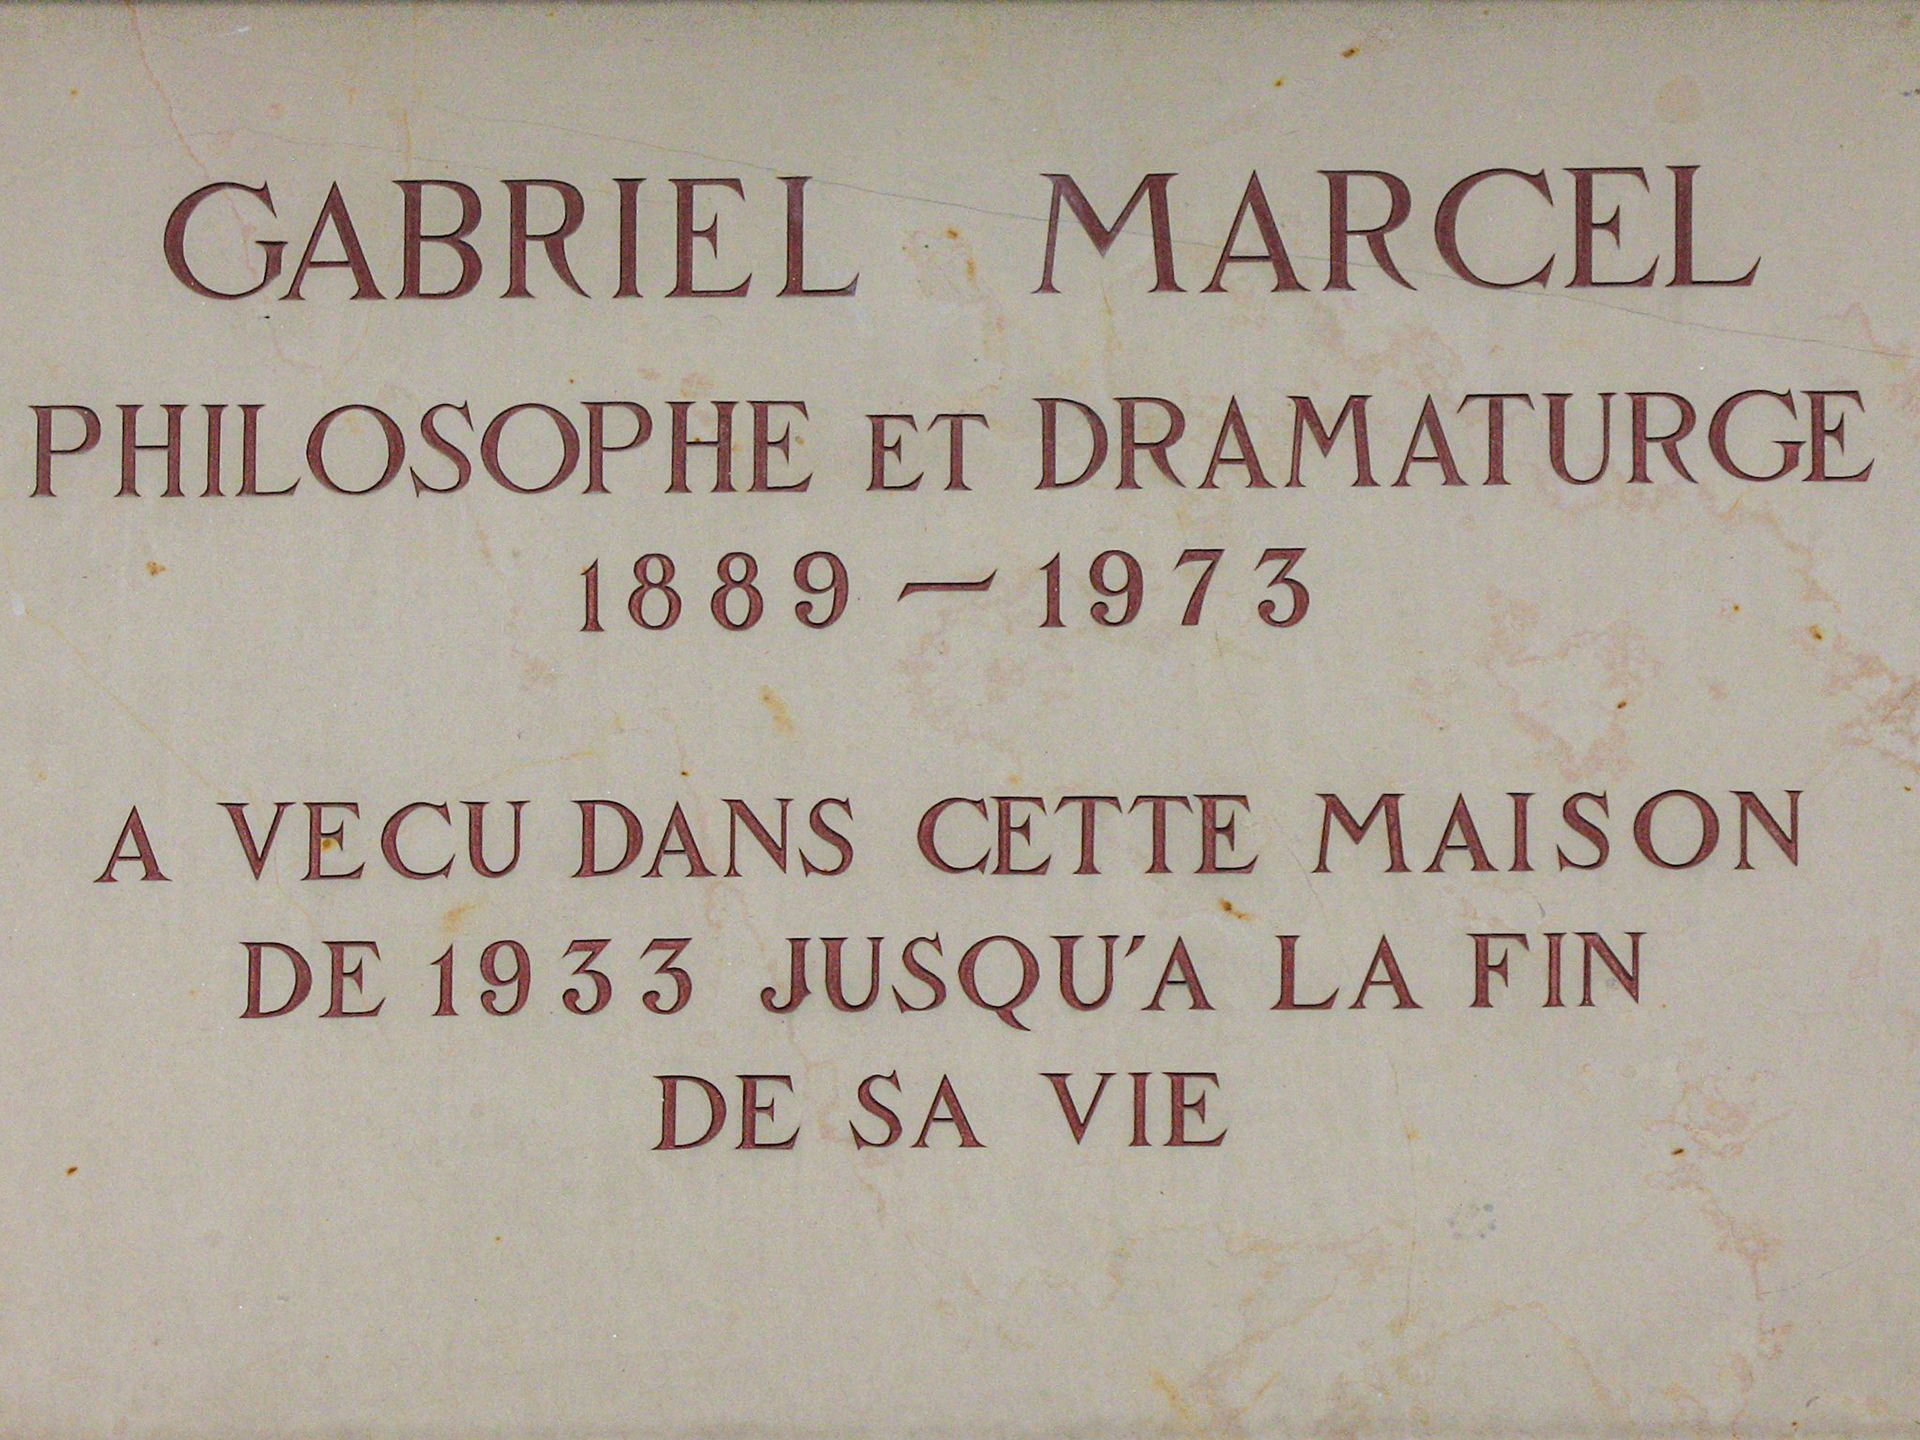 GABRIEL MARCEL
PHILOSOPHE ET DRAMATURGE
1889 – 1973
A VECU DANS CETTE MAISON
DE 1933 JUSQU'A LA FIN
DE SA VIE